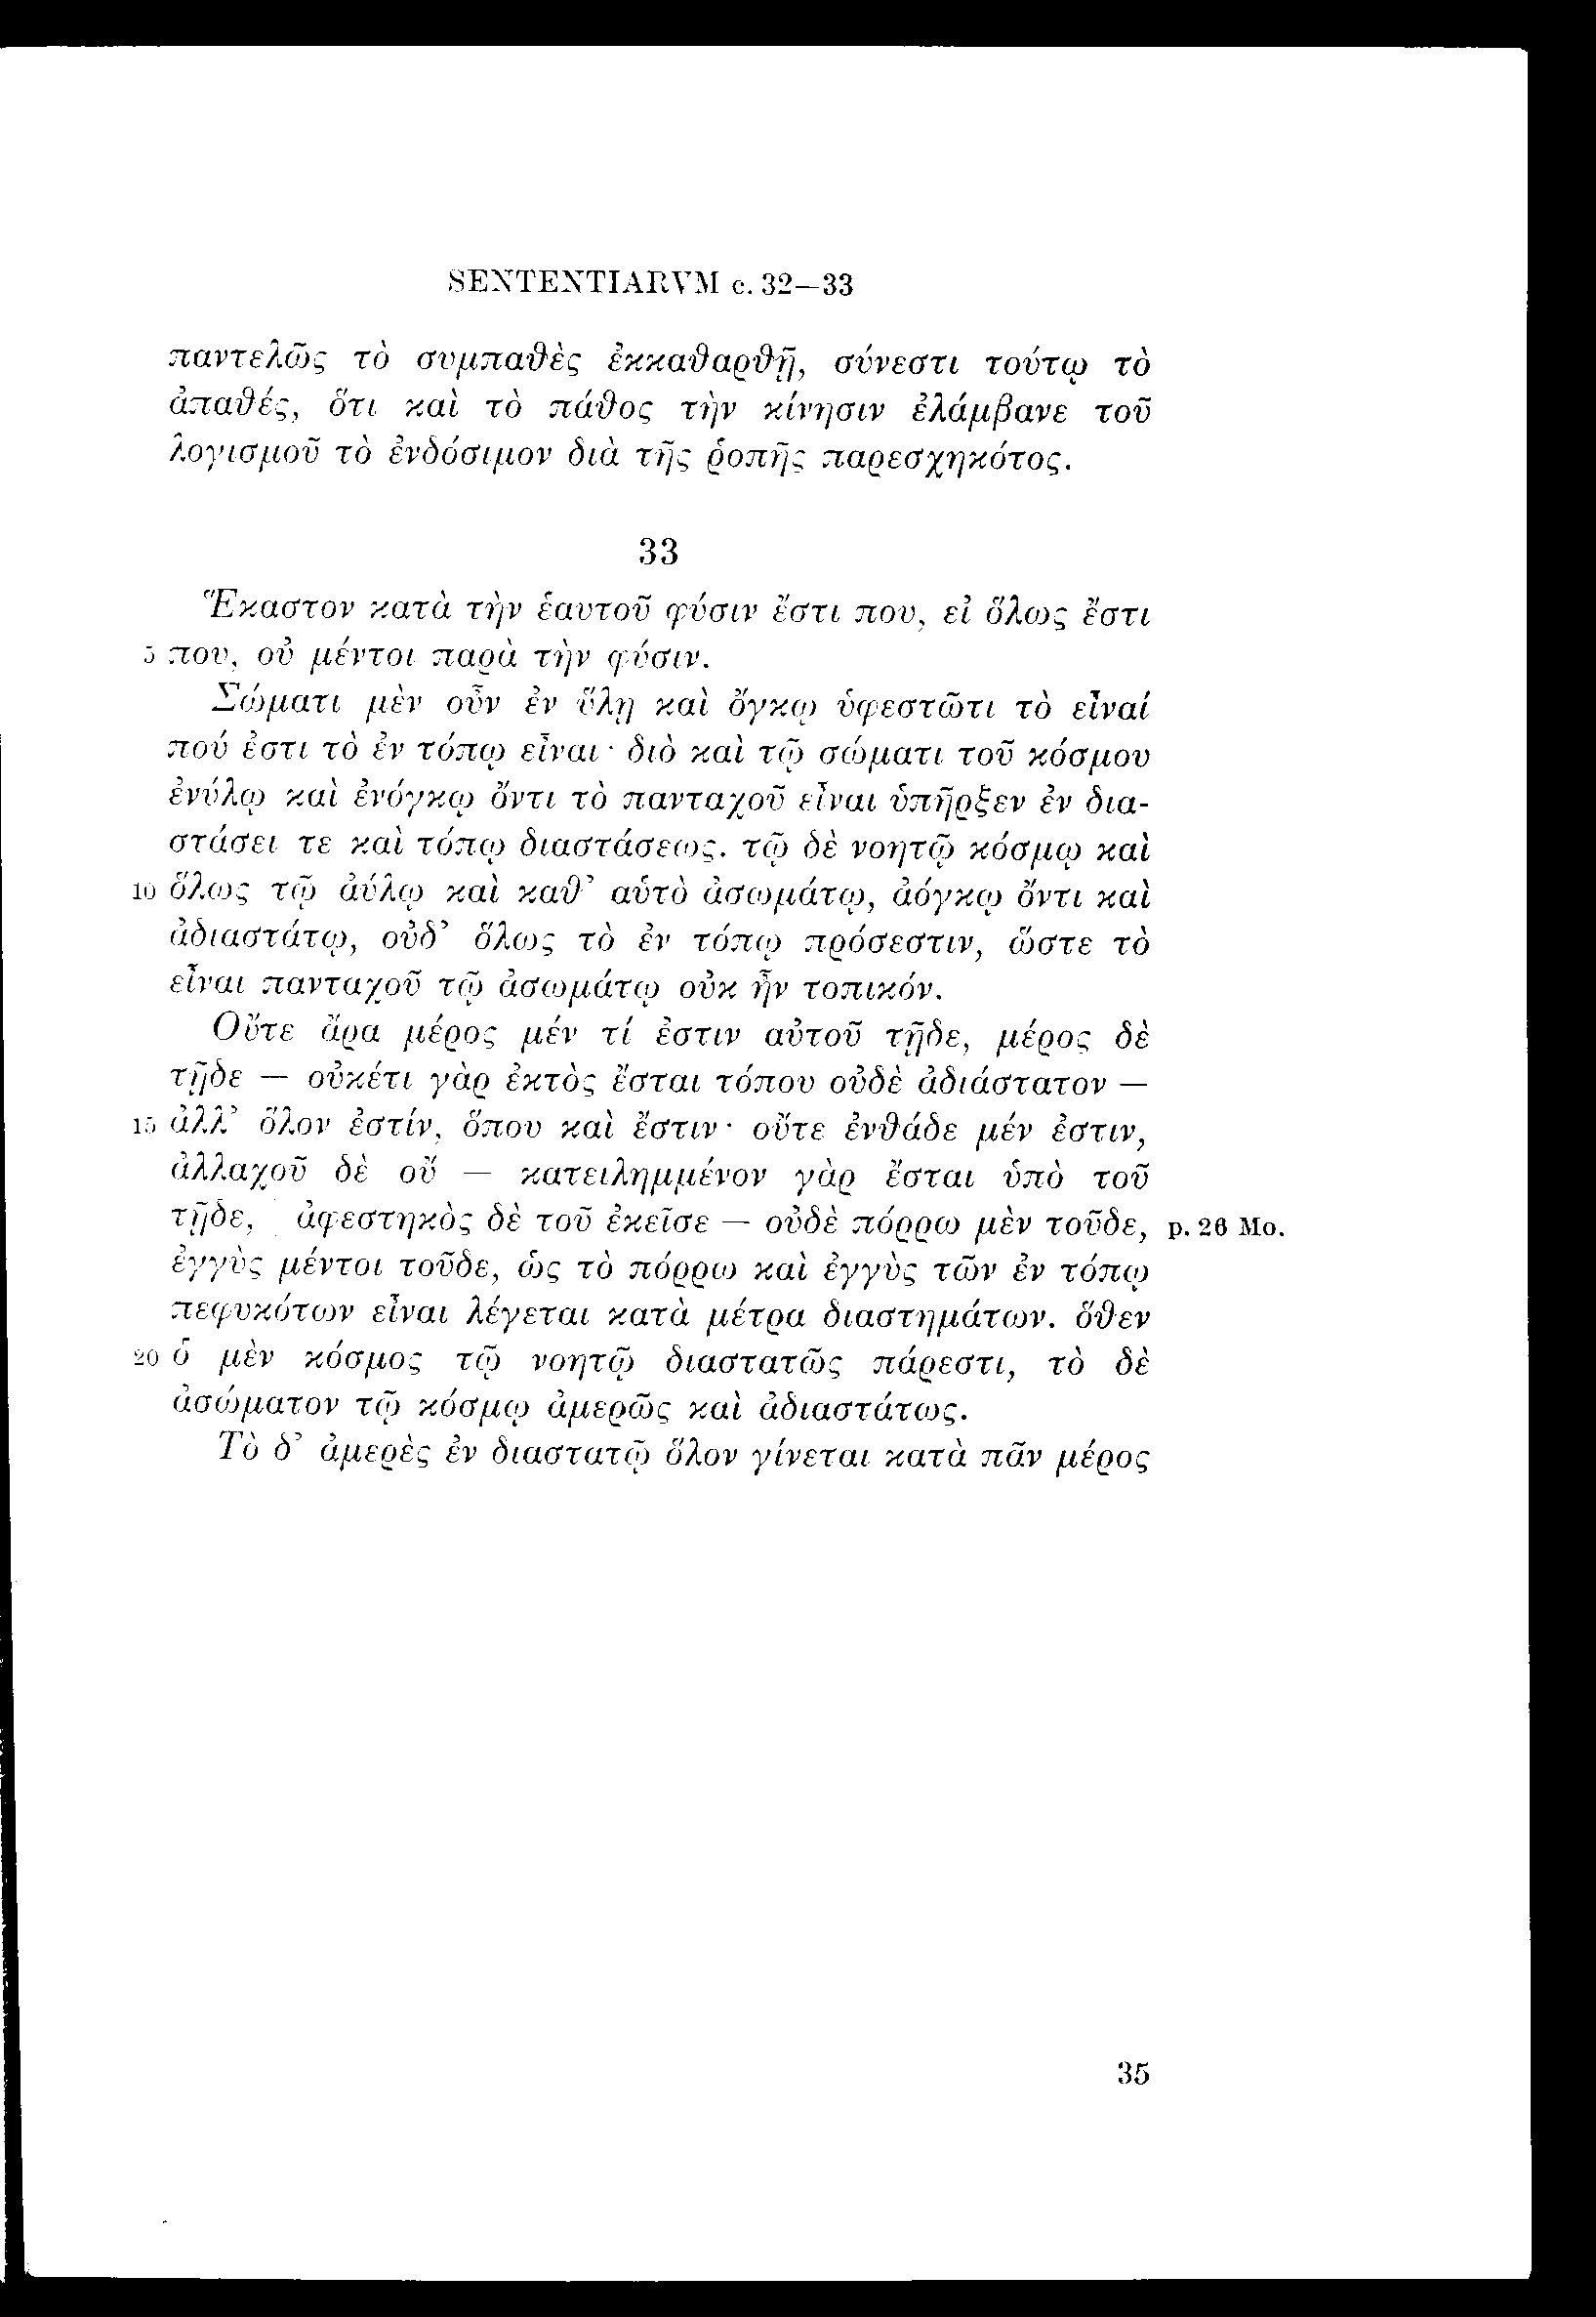 SENTENTIARVM c. 32—33
παντελῶς τὸ συμπαθὲς ἐκκαθαρθῇ, σύνεστι τούτῳ τὸ
ἀπαθές, ὅτι καὶ τὸ πάθος τὴν κίνησιν ἐλάμβανε τοῦ
λογισμοῦ τὸ ἐνδόσιμον διὰ τῆς ῥοπῆς παρεσχηκότος.
33
Ἕκαστον κατὰ τὴν ἑαυτοῦ φύσιν ἔστι που, εἰ ὅλως ἔστι
5 που, οὐ μέντοι παρὰ τὴν φύσιν.
Σώματι μὲν οὖν ἐν ὕλῃ καὶ ὄγκῳ ὑφεστῶτι τὸ εἶναί
πού ἐστι τὸ ἐν τόπῳ εἶναι· διὸ καὶ τῷ σώματι τοῦ κόσμου
ἐνύλῳ καὶ ἐνόγκῳ ὄντι τὸ πανταχοῦ εἶναι ὑπῆρξεν ἐν δια-
στάσει τε καὶ τόπῳ διαστάσεως. τῷ δὲ νοητῷ κόσμῳ καὶ
10 ὅλως τῷ ἀύλῳ καὶ καθ’ αὑτὸ ἀσωμάτῳ, ἀόγκῳ ὄντι καὶ
ἀδιαστάτῳ, οὐδ’ ὅλως τὸ ἐν τόπῳ πρόσεστιν, ὥστε τὸ
εἶναι πανταχοῦ τῷ ἀσωμάτῳ οὐκ ἦν τοπικόν.
Οὔτε ἄρα μέρος μέν τί ἐστιν αὐτοῦ τῇδε, μέρος δὲ
τῇδε — οὐκέτι γὰρ ἐκτὸς ἔσται τόπου οὐδὲ ἀδιάστατον —
15 ἀλλ’ ὅλον ἐστίν, ὅπου καὶ ἔστιν· οὔτε ἐνθάδε μέν ἐστιν,
ἀλλαχοῦ δὲ οὔ — κατειλημμένον γὰρ ἔσται ὑπὸ τοῦ
τῇδε, ἀφεστηκὸς δὲ τοῦ ἐκεῖσε — οὐδὲ πόρρω μὲν τοῦδε, p. 26 Mo.
ἐγγὺς μέντοι τοῦδε, ὡς τὸ πόρρω καὶ ἐγγὺς τῶν ἐν τόπῳ
πεφυκότων εἶναι λέγεται κατὰ μέτρα διαστημάτων. ὅθεν
20 ὁ μὲν κόσμος τῷ νοητῷ διαστατῶς πάρεστι, τὸ δὲ
ἀσώματον τῷ κόσμῳ ἀμερῶς καὶ ἀδιαστάτως.
Τὸ δ’ ἀμερὲς ἐν διαστατῷ ὅλον γίνεται κατὰ πᾶν μέρος
35